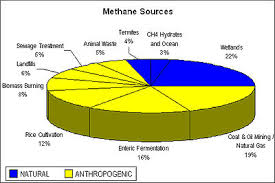 Methane Sources
Termites
4%
CH4 Hydrates
and Ocean
3%
Wetlands
22%
Coal & Oil Mining /
Natural Gas
19%
Enteric Fermentation
16%
Rice Cultivation
12%
Biomass Burning
8%
Landfills
6%
Sewage Treatment
5%
Animal Waste
5%
NATURAL
ANTHROPOGENIC